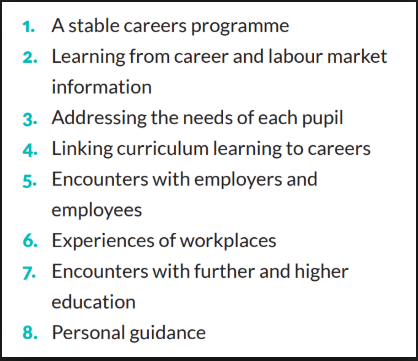 1. A stable careers programme
2. Learning from career and labour market
information
3. Addressing the needs of each pupil
4. Linking curriculum learning to careers
5. Encounters with employers and
employees
6. Experiences of workplaces
7. Encounters with further and higher
education
8. Personal guidance